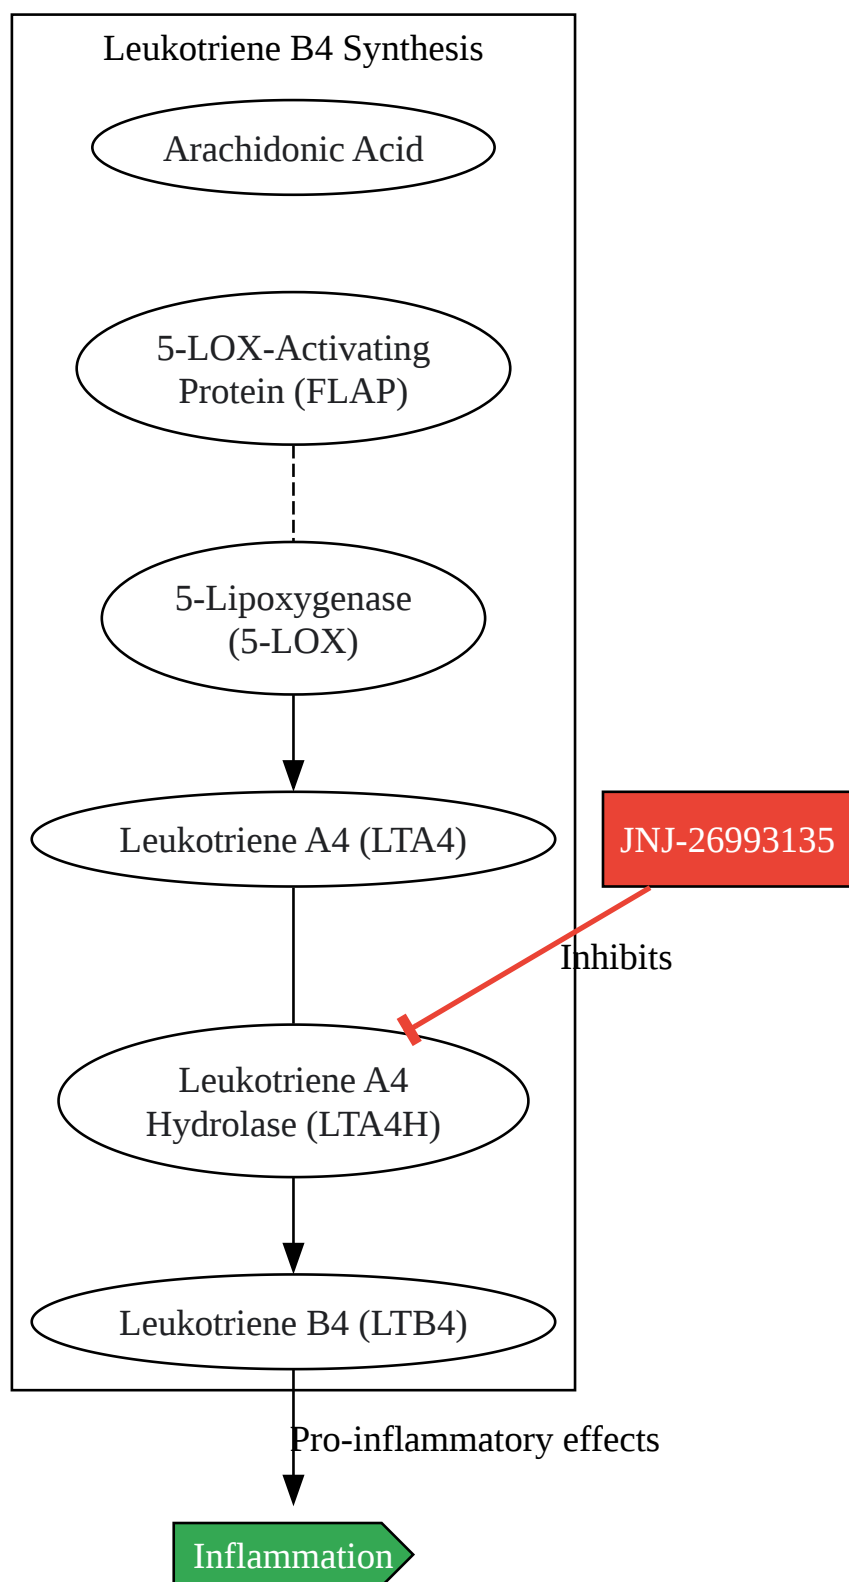 Leukotriene B4 Synthesis
Arachidonic Acid
5-LOX-Activating
Protein (FLAP)
5-Lipoxygenase
(5-LOX)
Leukotriene A4 (LTA4)
JNJ-26993135
Inhibits
Leukotriene A4
Hydrolase (LTA4H)
Leukotriene B4 (LTB4)
Pro-inflammatory effects
Inflammation